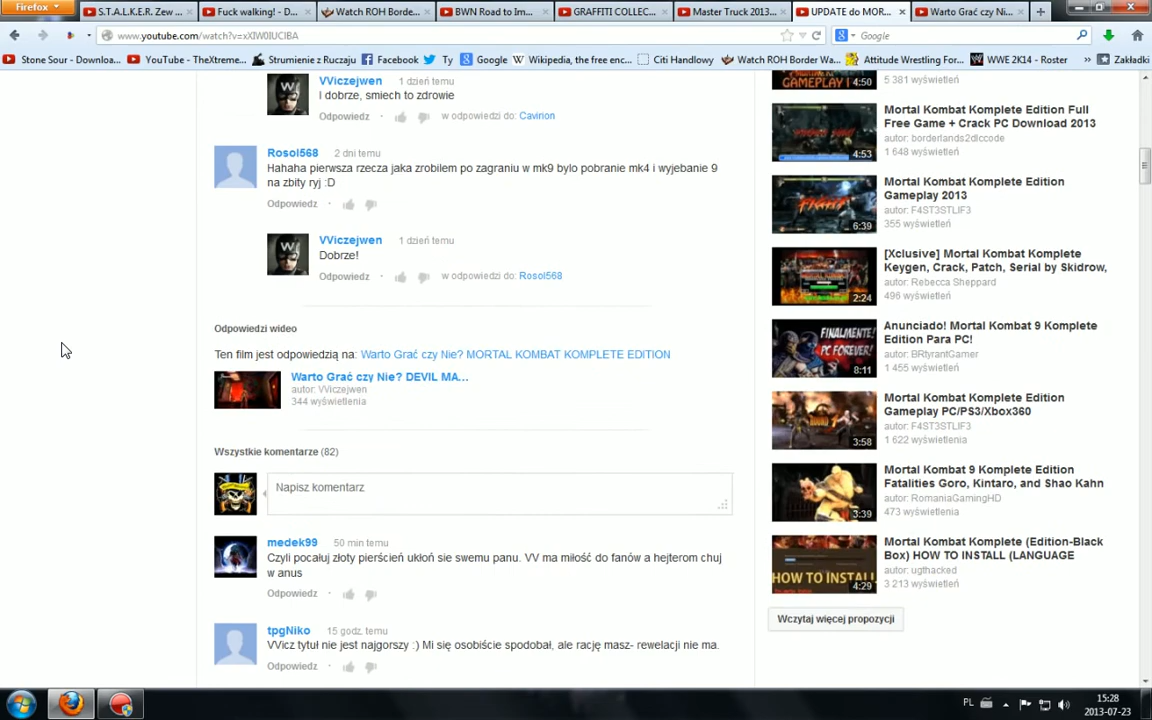 Firefox
S.T.A.L.K.E.R. Zew ...
Fuck walking! - D...
Watch ROH Borde...
BWN Road to Im...
GRAFFITI COLLEC...
Master Truck 2013...
UPDATE do MOR...
Warto Grać czy Ni...
www.youtube.com/watch?v=xXIW0IUCIBA
Google
Stone Sour - Downloa...
YouTube - TheXtreme...
Strumienie z Ruczaju
Facebook
Ty
Google
Wikipedia, the free enc...
Citi Handlowy
Watch ROH Border Wa...
Attitude Wrestling For...
WWE 2K14 - Roster
»
Zakładki
VViczejwen 1 dzień temu
I dobrze, smiech to zdrowie
Odpowiedz · w odpowiedzi do: Cavirion
Rosol568 2 dni temu
Hahaha pierwsza rzecza jaka zrobilem po zagraniu w mk9 bylo pobranie mk4 i wyjebanie 9
na zbity ryj :D
Odpowiedz ·
VViczejwen 1 dzień temu
Dobrze!
Odpowiedz · w odpowiedzi do: Rosol568
Odpowiedzi wideo
Ten film jest odpowiedzią na: Warto Grać czy Nie? MORTAL KOMBAT KOMPLETE EDITION
Warto Grać czy Nie? DEVIL MA...
autor: VViczejwen
344 wyświetlenia
Wszystkie komentarze (82)
Napisz komentarz
medek99 50 min temu
Czyli pocałuj złoty pierścień ukłoń sie swemu panu. VV ma miłość do fanów a hejterom chuj
w anus
Odpowiedz ·
tpgNiko 15 godz. temu
VVicz tytuł nie jest najgorszy :) Mi się osobiście spodobał, ale rację masz- rewelacji nie ma.
Odpowiedz ·
GAMEPLAY
4:50
5 381 wyświetleń
4:53
Mortal Kombat Komplete Edition Full
Free Game + Crack PC Download 2013
autor: borderlands2dlccode
1 648 wyświetleń
FIGHT
6:39
Mortal Kombat Komplete Edition
Gameplay 2013
autor: F4ST3STLIF3
355 wyświetleń
2:24
[Xclusive] Mortal Kombat Komplete
Keygen, Crack, Patch, Serial by Skidrow,
autor: Rebecca Sheppard
496 wyświetleń
FINALMENTE!
PC FOREVER!
8:11
Anunciado! Mortal Kombat 9 Komplete
Edition Para PC!
autor: BRtyrantGamer
1 455 wyświetleń
3:58
Mortal Kombat Komplete Edition
Gameplay PC/PS3/Xbox360
autor: F4ST3STLIF3
1 622 wyświetlenia
3:39
Mortal Kombat 9 Komplete Edition
Fatalities Goro, Kintaro, and Shao Kahn
autor: RomaniaGamingHD
473 wyświetlenia
HOW TO INSTALL
4:29
Mortal Kombat Komplete (Edition-Black
Box) HOW TO INSTALL (LANGUAGE
autor: ugthacked
3 213 wyświetleń
Wczytaj więcej propozycji
PL
15:28
2013-07-23